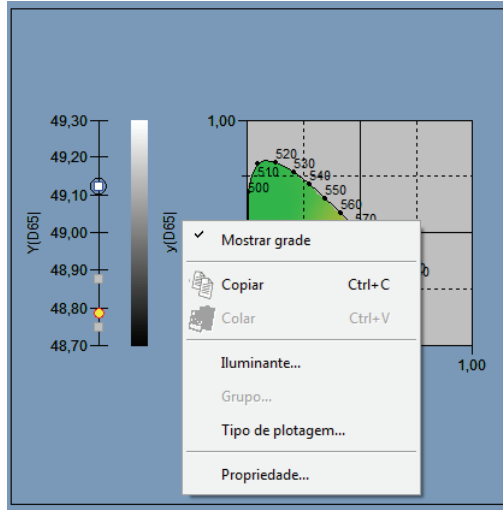 49,30
49,20
49,10
49,00
48,90
48,80
48,70
Y[D65]
1,00
y[D65]
520
510
530
540
500
550
560
570
0
1,00
Mostrar grade
Copiar Ctrl+C
Colar Ctrl+V
Iluminante...
Grupo...
Tipo de plotagem...
Propriedade...